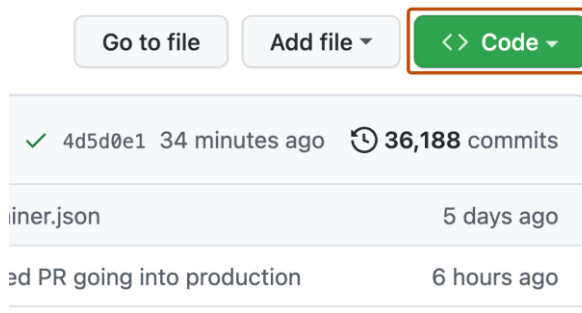 Go to file Add file <> Code
4d5d0e1 34 minutes ago 36,188 commits
iner.json 5 days ago
ed PR going into production 6 hours ago